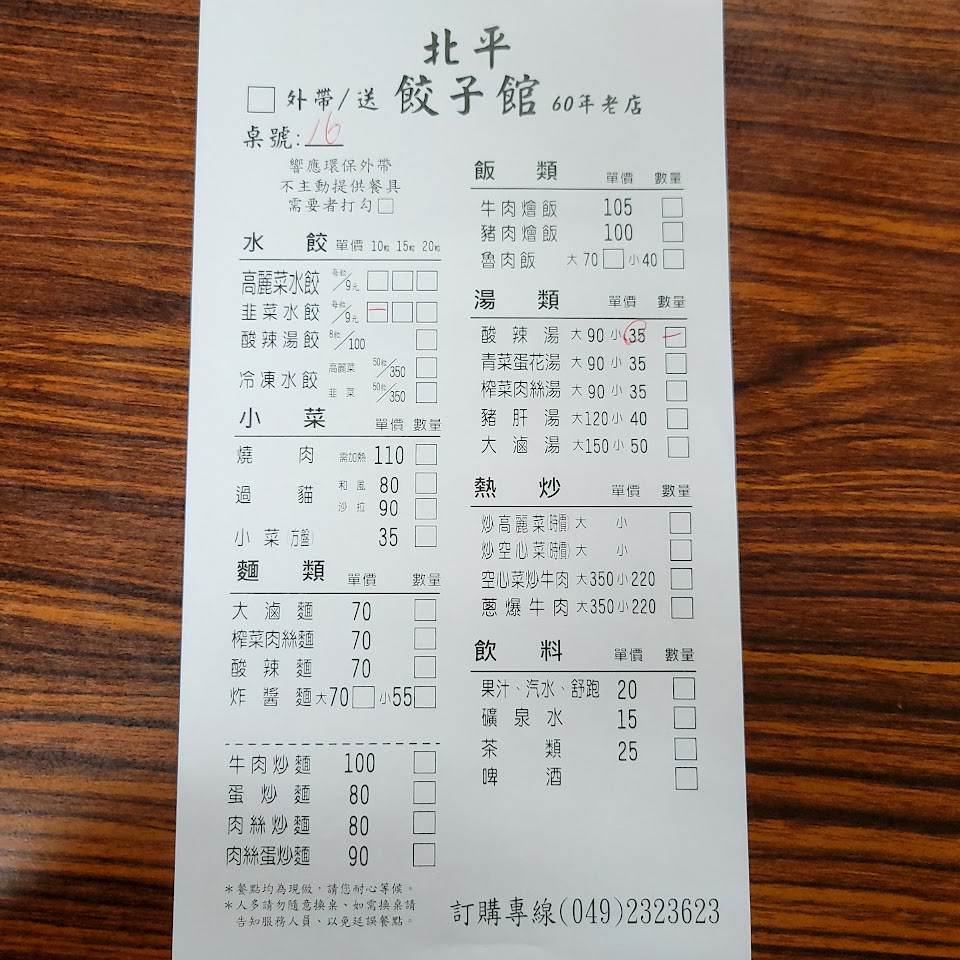 北平
□ 外帶/送 餃子館 60年老店
桌號: 16
響應環保外帶
不主動提供餐具
需要者打勾□
水餃 單價 10粒 15粒 20粒
高麗菜水餃 每粒/9元 □ □ □
韭菜水餃 每粒/9元 一 □ □
酸辣湯餃 8粒/100 □
冷凍水餃 高麗菜 50粒/350 □
韭菜 50粒/350 □
小菜 單價 數量
燒肉 需加熱 110 □
過貓 和風 80 □
沙拉 90 □
小菜(方盤) 35 □
麵類 單價 數量
大滷麵 70 □
榨菜肉絲麵 70 □
酸辣麵 70 □
炸醬麵 大70 □ 小55 □
牛肉炒麵 100 □
蛋炒麵 80 □
肉絲炒麵 80 □
肉絲蛋炒麵 90 □
*餐點均為現做,請您耐心等候。
*人多請勿隨意換桌、如需換桌請
告知服務人員、以免延誤餐點。
飯類 單價 數量
牛肉燴飯 105 □
豬肉燴飯 100 □
魯肉飯 大70 □ 小40 □
湯類 單價 數量
酸辣湯 大90 小35 一
青菜蛋花湯 大90 小35 □
榨菜肉絲湯 大90 小35 □
豬肝湯 大120 小40 □
大滷湯 大150 小50 □
熱炒 單價 數量
炒高麗菜(時價) 大 小 □
炒空心菜(時價) 大 小 □
空心菜炒牛肉 大350 小220 □
蔥爆牛肉 大350 小220 □
飲料 單價 數量
果汁、汽水、舒跑 20 □
礦泉水 15 □
茶類 25 □
啤酒 □
訂購專線(049)2323623